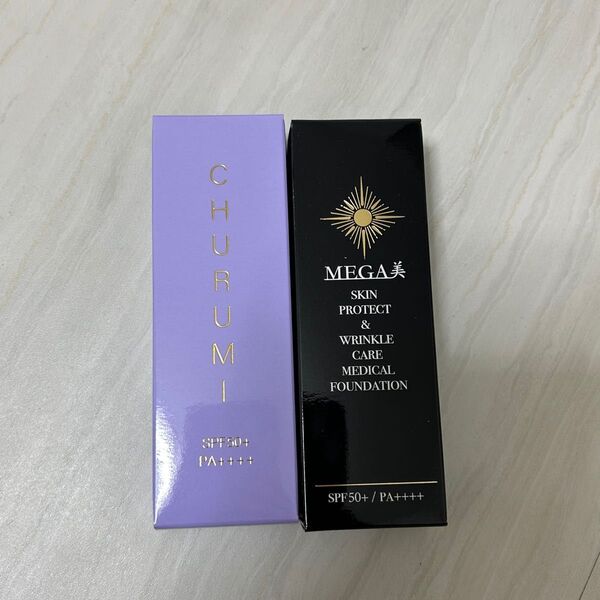 CHURUMI
SPF50+
PA++++
MEGA美
SKIN
PROTECT
&
WRINKLE
CARE
MEDICAL
FOUNDATION
SPF50+ / PA++++